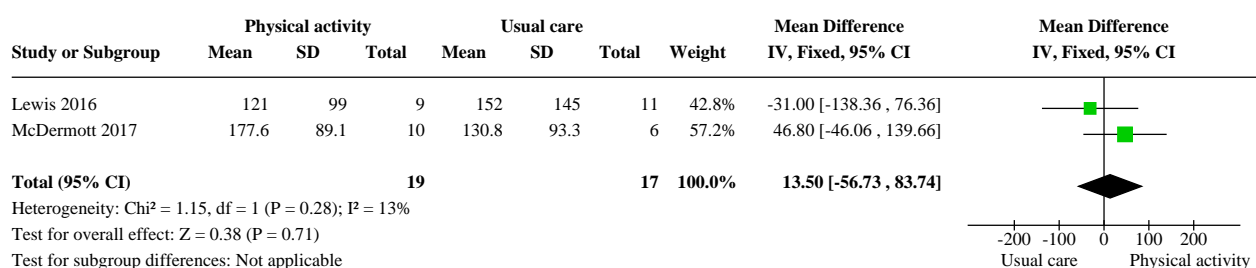 Physical activity Usual care Mean Difference Mean Difference
Study or Subgroup Mean SD Total Mean SD Total Weight IV, Fixed, 95% CI IV, Fixed, 95% CI
Lewis 2016 121 99 9 152 145 11 42.8% -31.00 [-138.36 , 76.36]
McDermott 2017 177.6 89.1 10 130.8 93.3 6 57.2% 46.80 [-46.06 , 139.66]
Total (95% CI) 19 17 100.0% 13.50 [-56.73 , 83.74]
Heterogeneity: Chi² = 1.15, df = 1 (P = 0.28); I² = 13%
Test for overall effect: Z = 0.38 (P = 0.71)
Test for subgroup differences: Not applicable
-200 -100 0 100 200
Usual care Physical activity